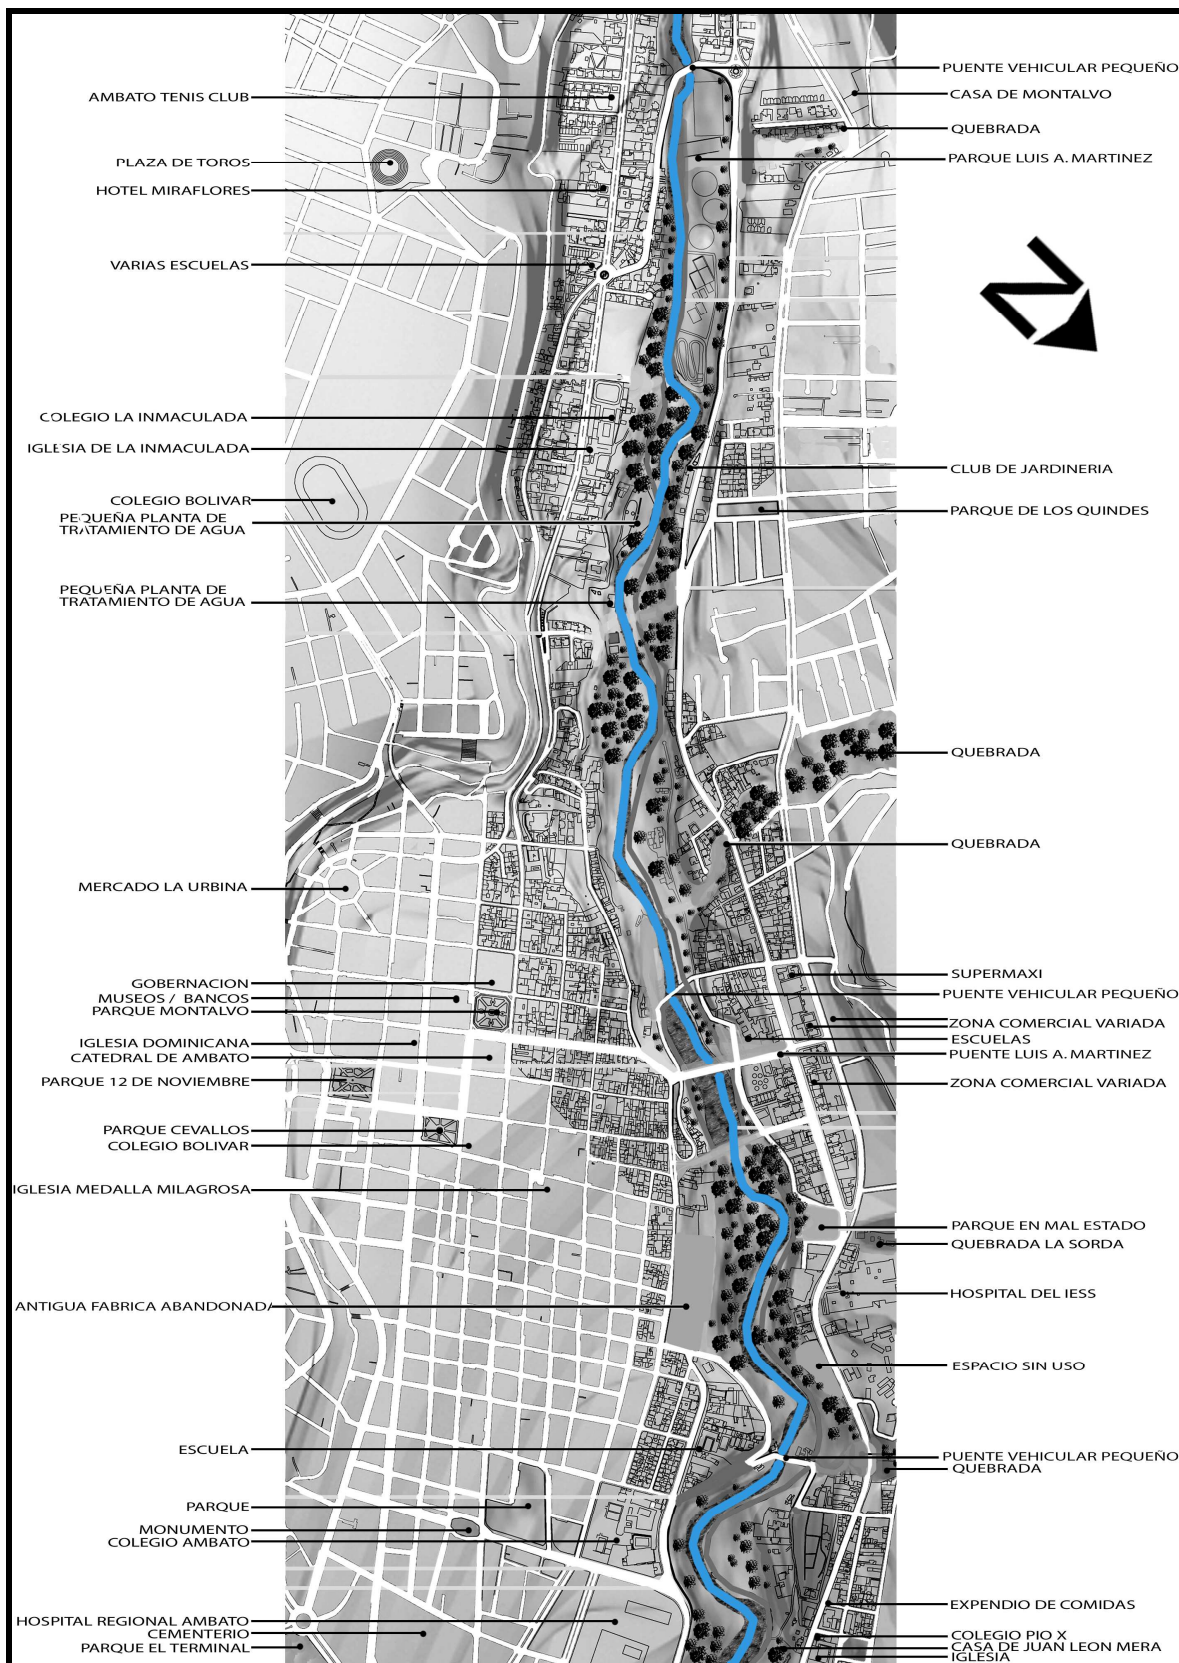 AMBATO TENIS CLUB
PLAZA DE TOROS
HOTEL MIRAFLORES
VARIAS ESCUELAS
COLEGIO LA INMACULADA
IGLESIA DE LA INMACULADA
COLEGIO BOLIVAR
PEQUEÑA PLANTA DE
TRATAMIENTO DE AGUA
PEQUEÑA PLANTA DE
TRATAMIENTO DE AGUA
MERCADO LA URBINA
GOBERNACION
MUSEOS / BANCOS
PARQUE MONTALVO
IGLESIA DOMINICANA
CATEDRAL DE AMBATO
PARQUE 12 DE NOVIEMBRE
PARQUE CEVALLOS
COLEGIO BOLIVAR
IGLESIA MEDALLA MILAGROSA
ANTIGUA FABRICA ABANDONADA
ESCUELA
PARQUE
MONUMENTO
COLEGIO AMBATO
HOSPITAL REGIONAL AMBATO
CEMENTERIO
PARQUE EL TERMINAL
PUENTE VEHICULAR PEQUEÑO
CASA DE MONTALVO
QUEBRADA
PARQUE LUIS A. MARTINEZ
CLUB DE JARDINERIA
PARQUE DE LOS QUINDES
QUEBRADA
QUEBRADA
SUPERMAXI
PUENTE VEHICULAR PEQUEÑO
ZONA COMERCIAL VARIADA
ESCUELAS
PUENTE LUIS A. MARTINEZ
ZONA COMERCIAL VARIADA
PARQUE EN MAL ESTADO
QUEBRADA LA SORDA
HOSPITAL DEL IESS
ESPACIO SIN USO
PUENTE VEHICULAR PEQUEÑO
QUEBRADA
EXPENDIO DE COMIDAS
COLEGIO PIO X
CASA DE JUAN LEON MERA
IGLESIA